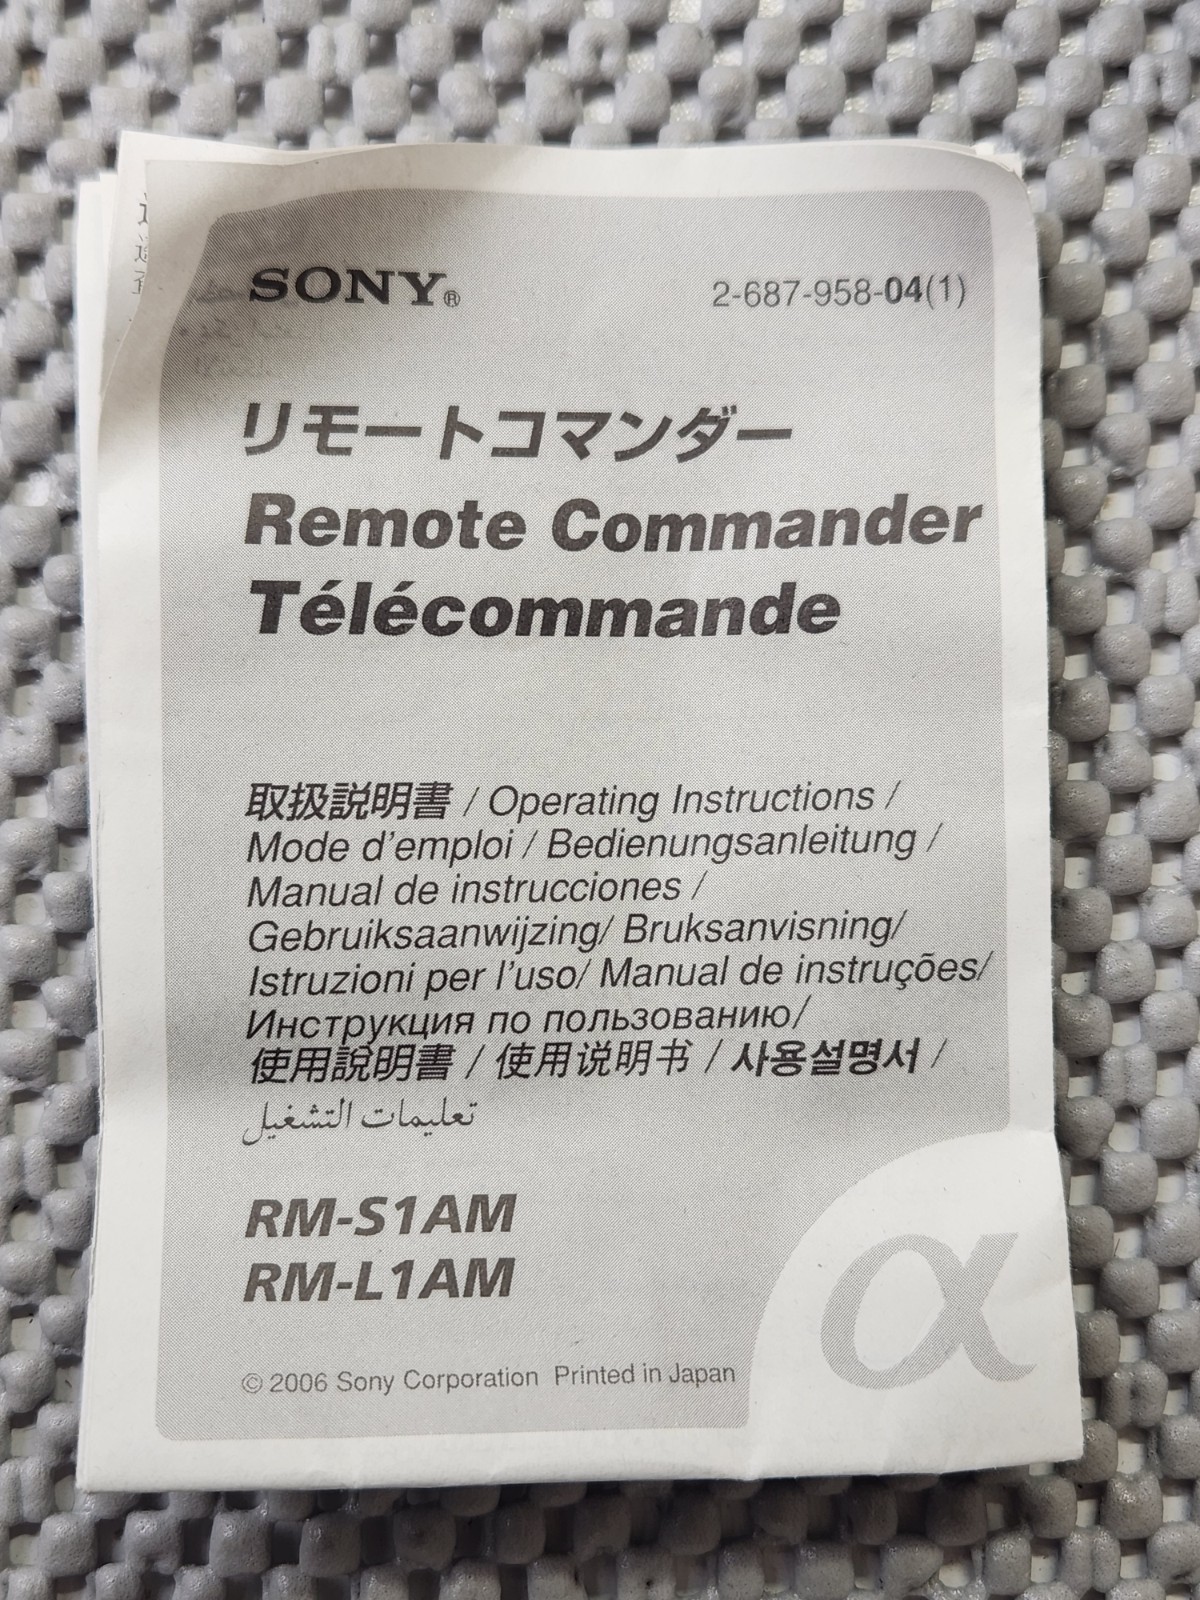 SONY®
2-687-958-04(1)
リモートコマンダー
Remote Commander
Télécommande
取扱説明書 / Operating Instructions /
Mode d'emploi / Bedienungsanleitung /
Manual de instrucciones /
Gebruiksaanwijzing/ Bruksanvisning/
Istruzioni per l'uso/ Manual de instruções/
Инструкция по пользованию/
使用說明書 / 使用说明书 / 사용설명서 /
تعليمات التشغيل
RM-S1AM
RM-L1AM
© 2006 Sony Corporation Printed in Japan
α